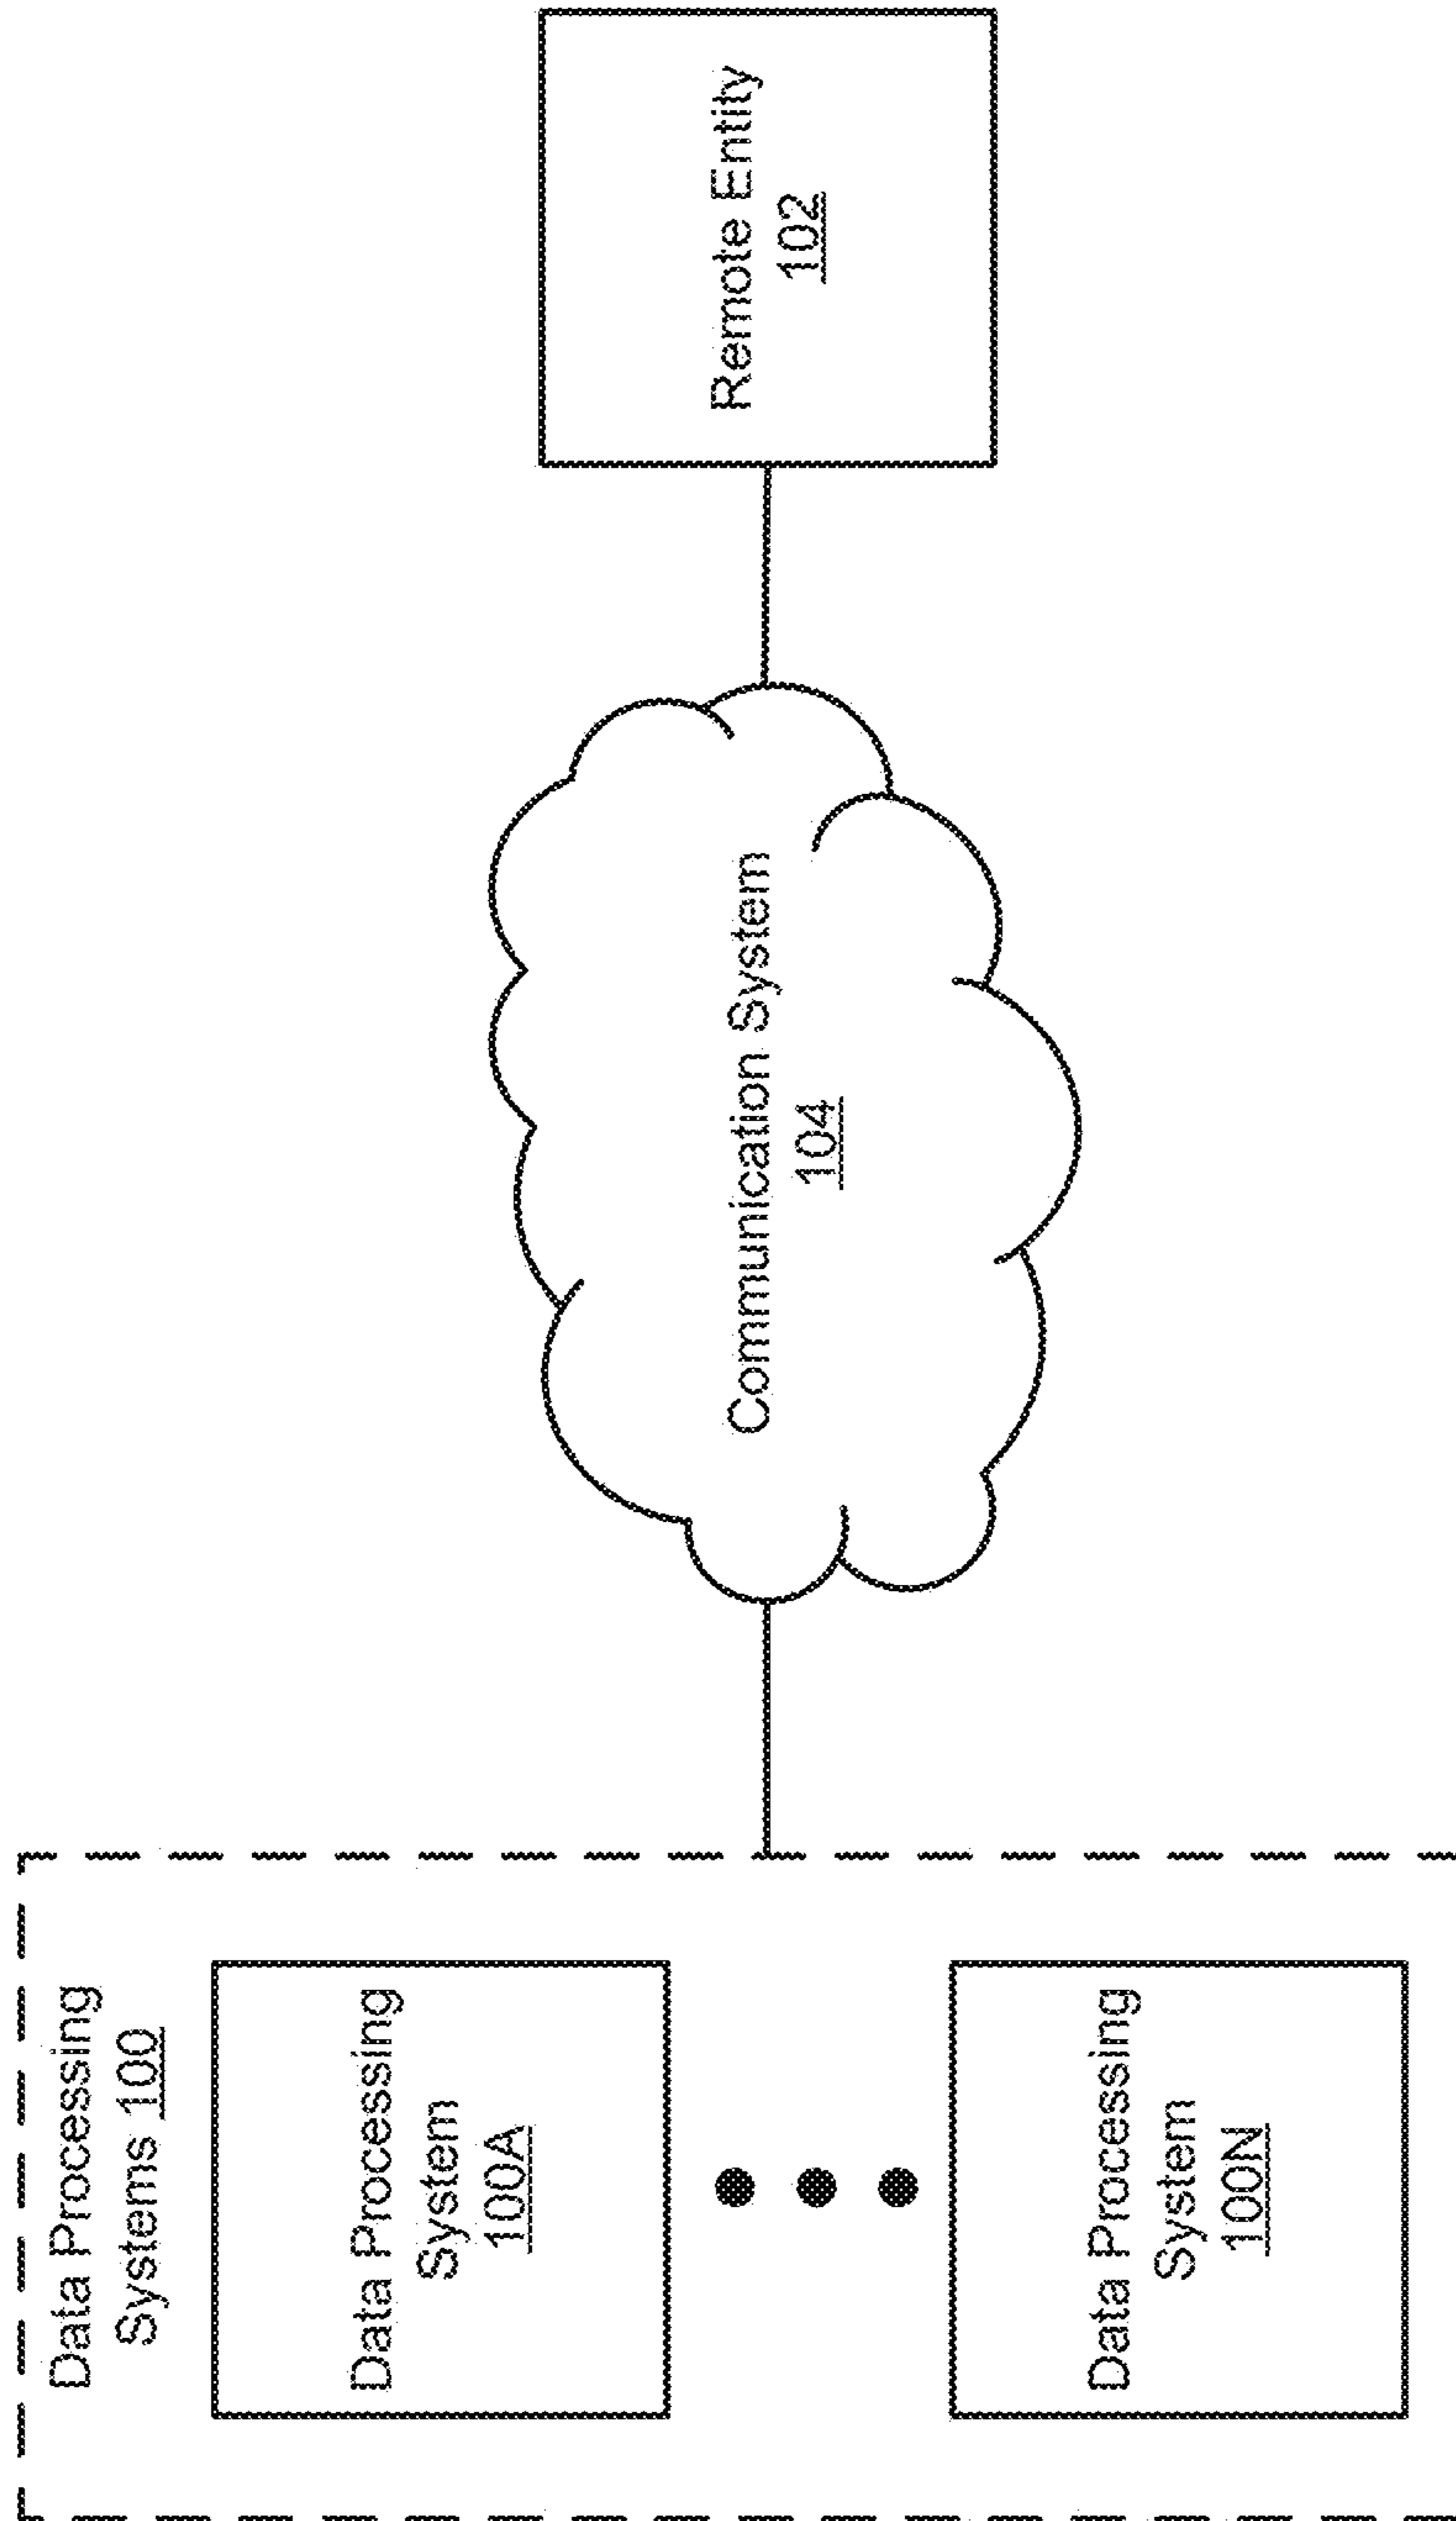 Data Processing
Systems 100
Data Processing
System
100A
Data Processing
System
100N
Communication System
104
Remote Entity
102